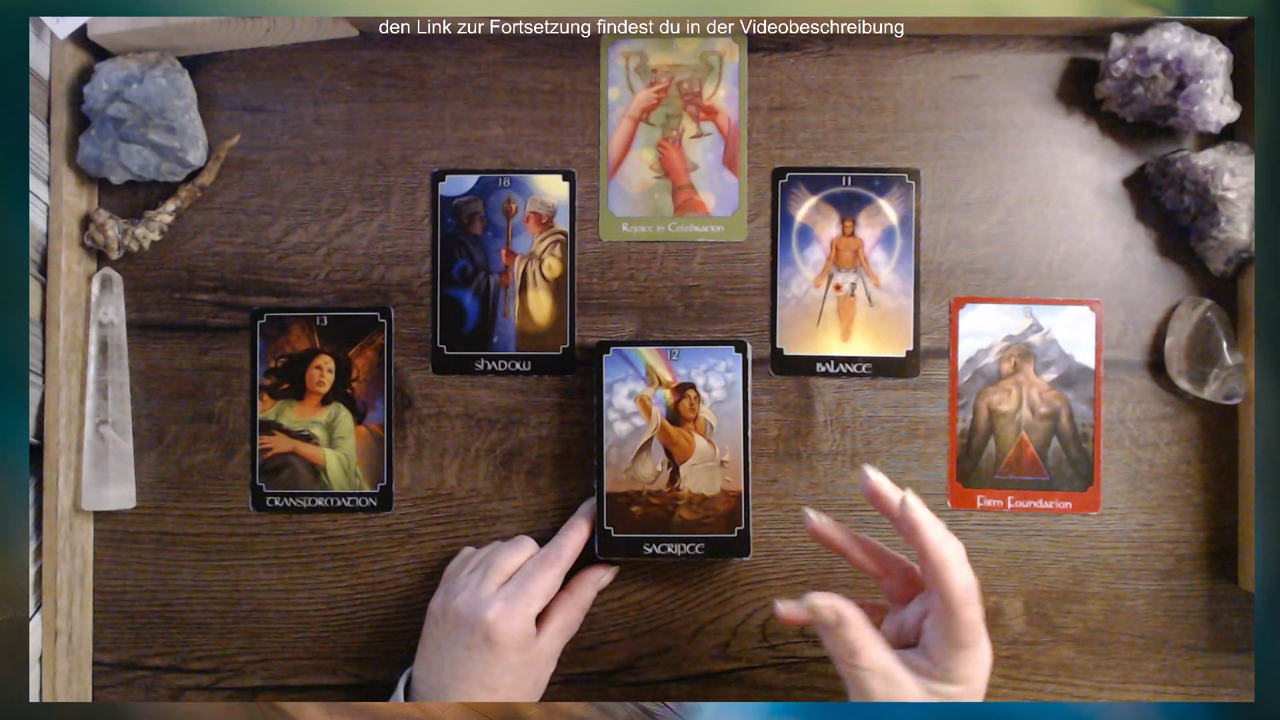 den Link zur Fortsetzung findest du in der Videobeschreibung
Rejoice in Celebration
18
SHADOW
11
BALANCE
13
TRANSFORMATION
12
SACRIFICE
Firm Foundation